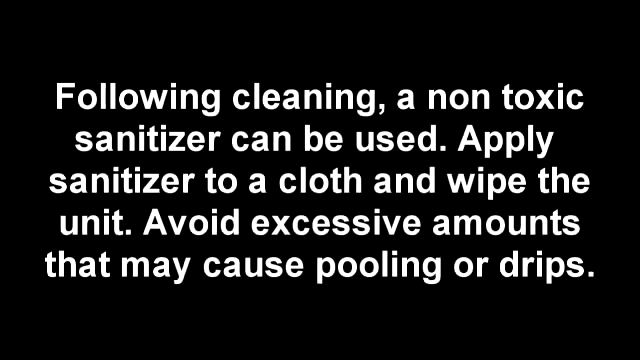 Following cleaning, a non toxic
sanitizer can be used. Apply
sanitizer to a cloth and wipe the
unit. Avoid excessive amounts
that may cause pooling or drips.